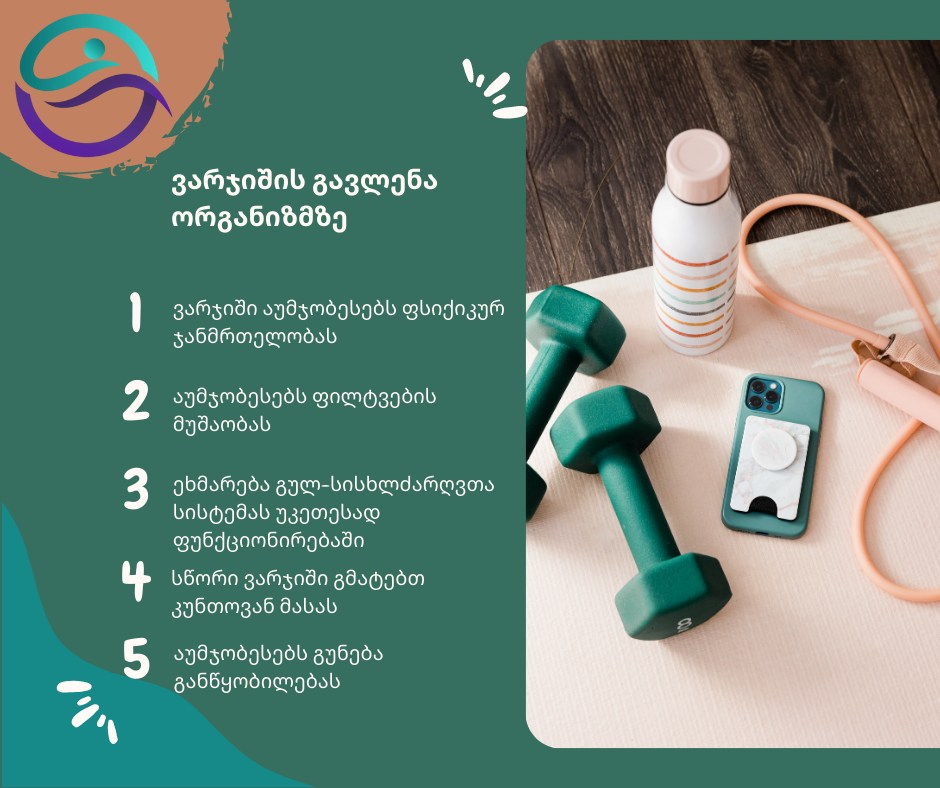 ვარჯიშის გავლენა
ორგანიზმზე
1
ვარჯიში აუმჯობესებს ფსიქიკურ
ჯანმრთელობას
2
აუმჯობესებს ფილტვების
მუშაობას
3
ეხმარება გულ-სისხლძარღვთა
სისტემას უკეთესად
ფუნქციონირებაში
4
სწორი ვარჯიში გმატებთ
კუნთოვან მასას
5
აუმჯობესებს გუნება
განწყობილებას